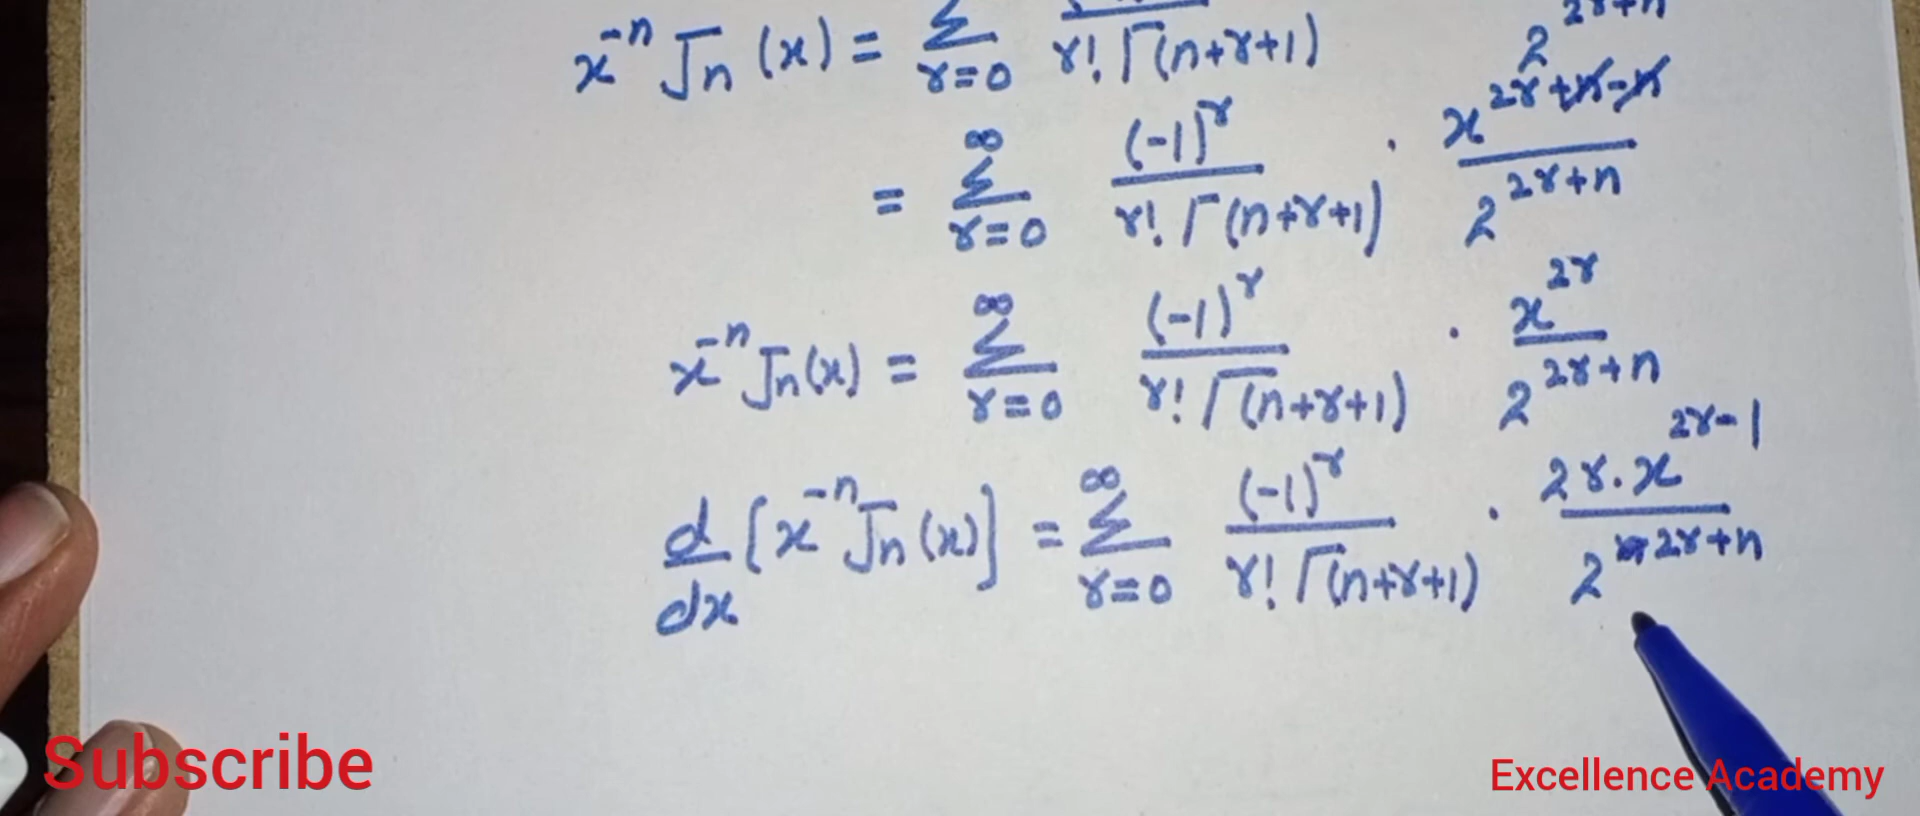 x^{-n} J_n (x) = Σ_{r=0} r! Γ(n+r+1) 2^{2r+n}
= Σ_{r=0}^{∞} (-1)^r / r! Γ(n+r+1) · x^{2r+n-n} / 2^{2r+n}
x^{-n} J_n(x) = Σ_{r=0}^{∞} (-1)^r / r! Γ(n+r+1) · x^{2r} / 2^{2r+n}
d/dx [x^{-n} J_n (x)] = Σ_{r=0}^{∞} (-1)^r / r! Γ(n+r+1) · 2r·x^{2r-1} / 2^{2r+n}
Subscribe
Excellence Academy